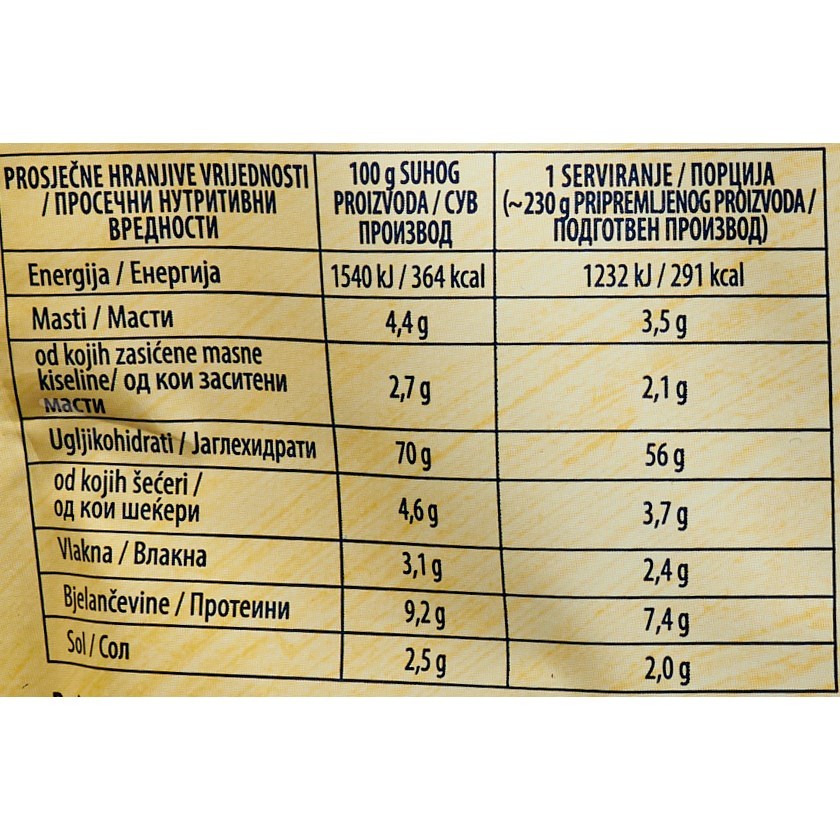 PROSJEČNE HRANJIVE VRIJEDNOSTI
/ ПРОСЕЧНИ НУТРИТИВНИ
ВРЕДНОСТИ
100 g SUHOG
PROIZVODA / СУВ
ПРОИЗВОД
1 SERVIRANJE / ПОРЦИЈА
(~230 g PRIPREMLJENOG PROIZVODA /
ПОДГОТВЕН ПРОИЗВОД)
Energija / Енергија
1540 kJ / 364 kcal
1232 kJ / 291 kcal
Masti / Масти
4,4 g
3,5 g
od kojih zasićene masne
kiseline/ од кои заситени
масти
2,7 g
2,1 g
Ugljikohidrati / Јаглехидрати
70 g
56 g
od kojih šećeri /
од кои шеќери
4,6 g
3,7 g
Vlakna / Влакна
3,1 g
2,4 g
Bjelančevine / Протеини
9,2 g
7,4 g
Sol / Сол
2,5 g
2,0 g